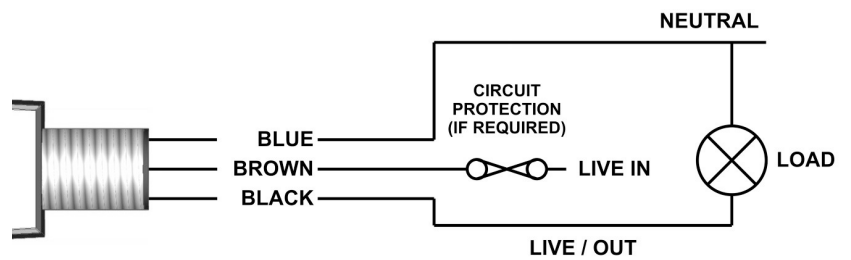 NEUTRAL
CIRCUIT
PROTECTION
(IF REQUIRED)
BLUE
BROWN
LIVE IN
LOAD
BLACK
LIVE / OUT